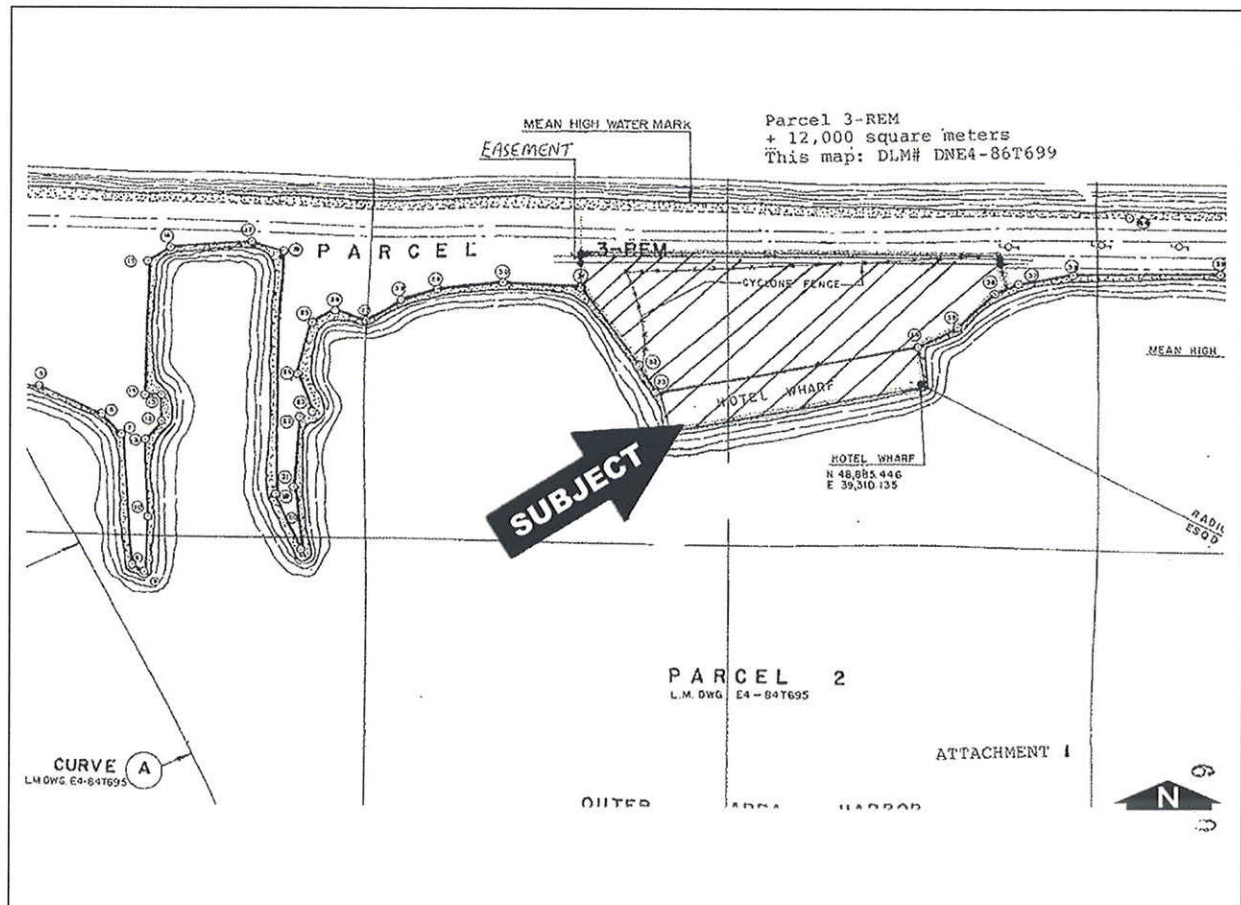 MEAN HIGH WATER MARK
Parcel 3-REM
+ 12,000 square meters
This map: DLM# DNE4-86T699
EASEMENT
PARCEL 3-REM
CYCLONE FENCE
MEAN HIGH
HOTEL WHARF
SUBJECT
HOTEL WHARF
N 48,885.446
E 39,310.135
ESQD
PARCEL 2
L.M. DWG. E4-84T695
CURVE A
L.M DWG. E4-84T695
ATTACHMENT 1
OUTER HARBOR
N